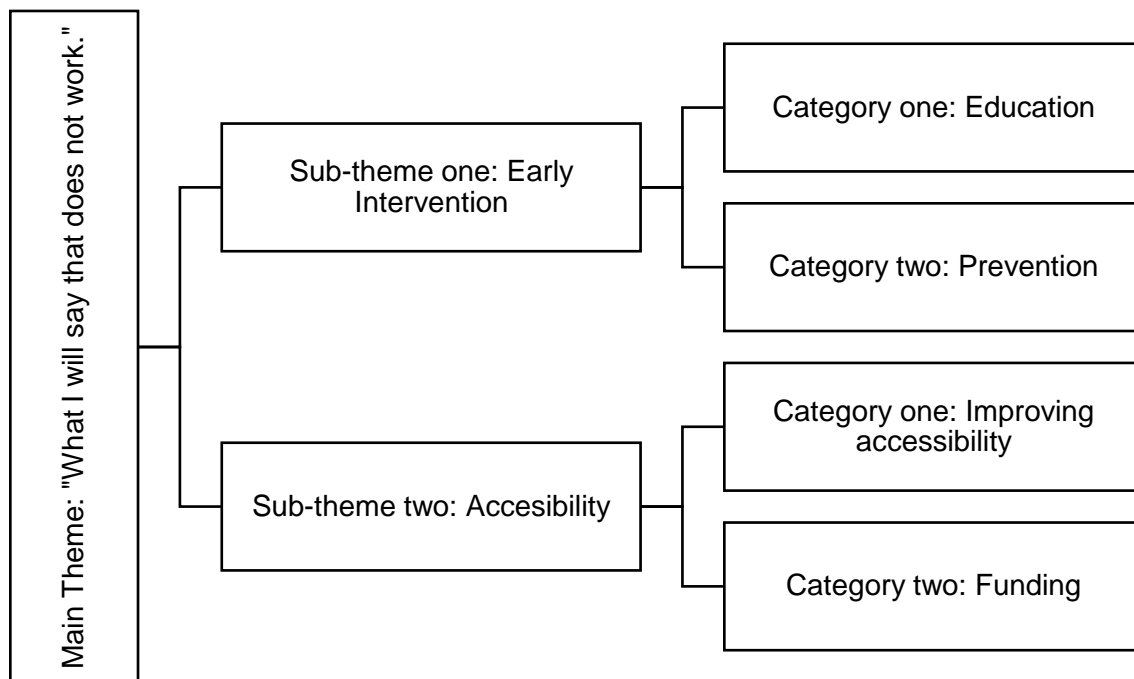 Main Theme: "What I will say that does not work."
Sub-theme one: Early
Intervention
Category one: Education
Category two: Prevention
Sub-theme two: Accesibility
Category one: Improving
accessibility
Category two: Funding